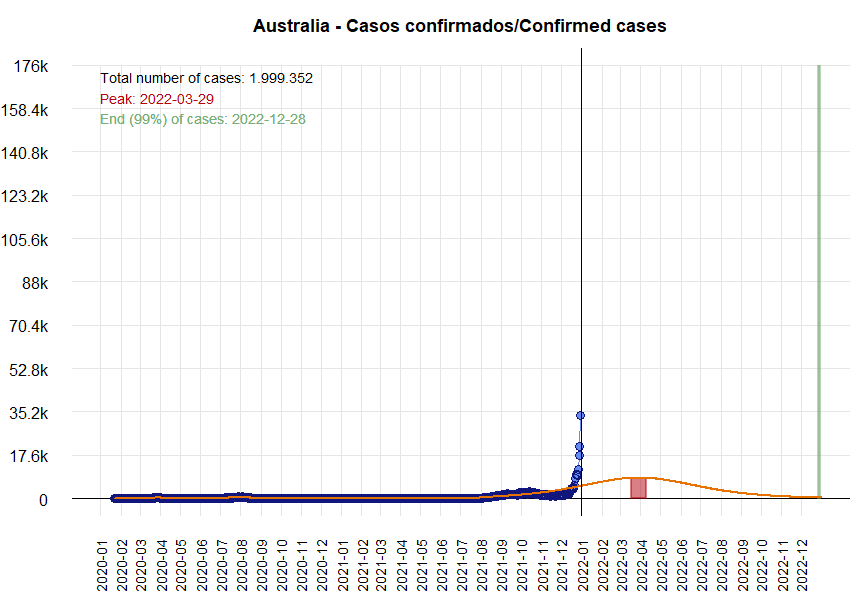 Australia - Casos confirmados/Confirmed cases
Total number of cases: 1.999.352
Peak: 2022-03-29
End (99%) of cases: 2022-12-28
176k
158.4k
140.8k
123.2k
105.6k
88k
70.4k
52.8k
35.2k
17.6k
0
2020-01
2020-02
2020-03
2020-04
2020-05
2020-06
2020-07
2020-08
2020-09
2020-10
2020-11
2020-12
2021-01
2021-02
2021-03
2021-04
2021-05
2021-06
2021-07
2021-08
2021-09
2021-10
2021-11
2021-12
2022-01
2022-02
2022-03
2022-04
2022-05
2022-06
2022-07
2022-08
2022-09
2022-10
2022-11
2022-12